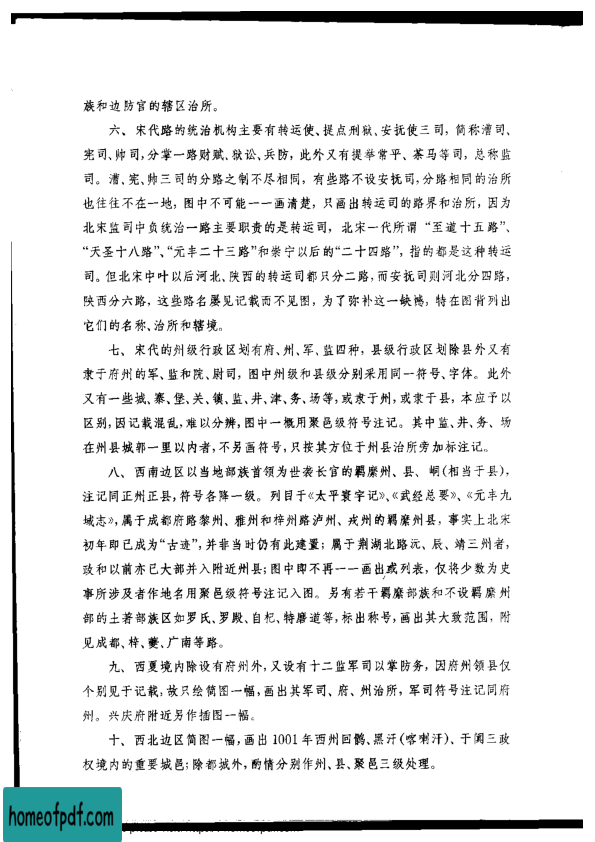 族和边防官的辖区治所。
六、宋代路的统治机构主要有转运使、提点刑狱、安抚使三司，简称漕司、
宪司、帅司，分掌一路财赋、狱讼、兵防，此外又有提举常平、茶马等司，总称监
司。漕、宪、帅三司的分路之制不尽相同，有些路不设安抚司，分路相同的治所
也往往不在一地，图中不可能一一画清楚，只画出转运司的路界和治所，因为
北宋监司中负统治一路主要职责的是转运司，北宋一代所谓“至道十五路”、
“天圣十八路”、“元丰二十三路”和崇宁以后的“二十四路”，指的都是这种转运
司。但北宋中叶以后河北、陕西的转运司都只分二路，而安抚司则河北分四路，
陕西分六路，这些路名屡见记载而不见图，为了弥补这一缺憾，特在图背列出
它们的名称、治所和辖境。
七、宋代的州级行政区划有府、州、军、监四种，县级行政区划除县外又有
隶于府州的军、监和院、尉司，图中州级和县级分别采用同一符号、字体。此外
又有一些城、寨、堡、关、镇、监、井、津、务、场等，或隶于州，或隶于县，本应予以
区别，因记载混乱，难以分辨，图中一概用聚邑级符号注记。其中监、井、务、场
在州县城郭一里以内者，不另画符号，只按其方位于州县治所旁加标注记。
八、西南边区以当地部族首领为世袭长官的羁縻州、县、峒(相当于县)，
注记同正州正县，符号各降一级。列目于《太平寰宇记》、《武经总要》、《元丰九
域志》，属于成都府路黎州、雅州和梓州路泸州、戎州的羁縻州县，事实上北宋
初年即已成为“古迹”，并非当时仍有此建置；属于荆湖北路沅、辰、靖三州者，
政和以前亦已大部并入附近州县；图中即不再一一画出或列表，仅将少数为史
事所涉及者作地名用聚邑级符号注记入图。另有若干羁縻部族和不设羁縻州
部的土著部族区如罗氏、罗殿、自杞、特磨道等，标出称号，画出其大致范围，附
见成都、梓、夔、广南等路。
九、西夏境内除设有府州外，又设有十二监军司以掌防务，因府州领县仅
个别见于记载，故只绘简图一幅，画出其军司、府、州治所，军司符号注记同府
州。兴庆府附近另作插图一幅。
十、西北边区简图一幅，画出1001年西州回鹘、黑汗(喀喇汗)、于阗三政
权境内的重要城邑；除都城外，酌情分别作州、县、聚邑三级处理。
homeofpdf.com